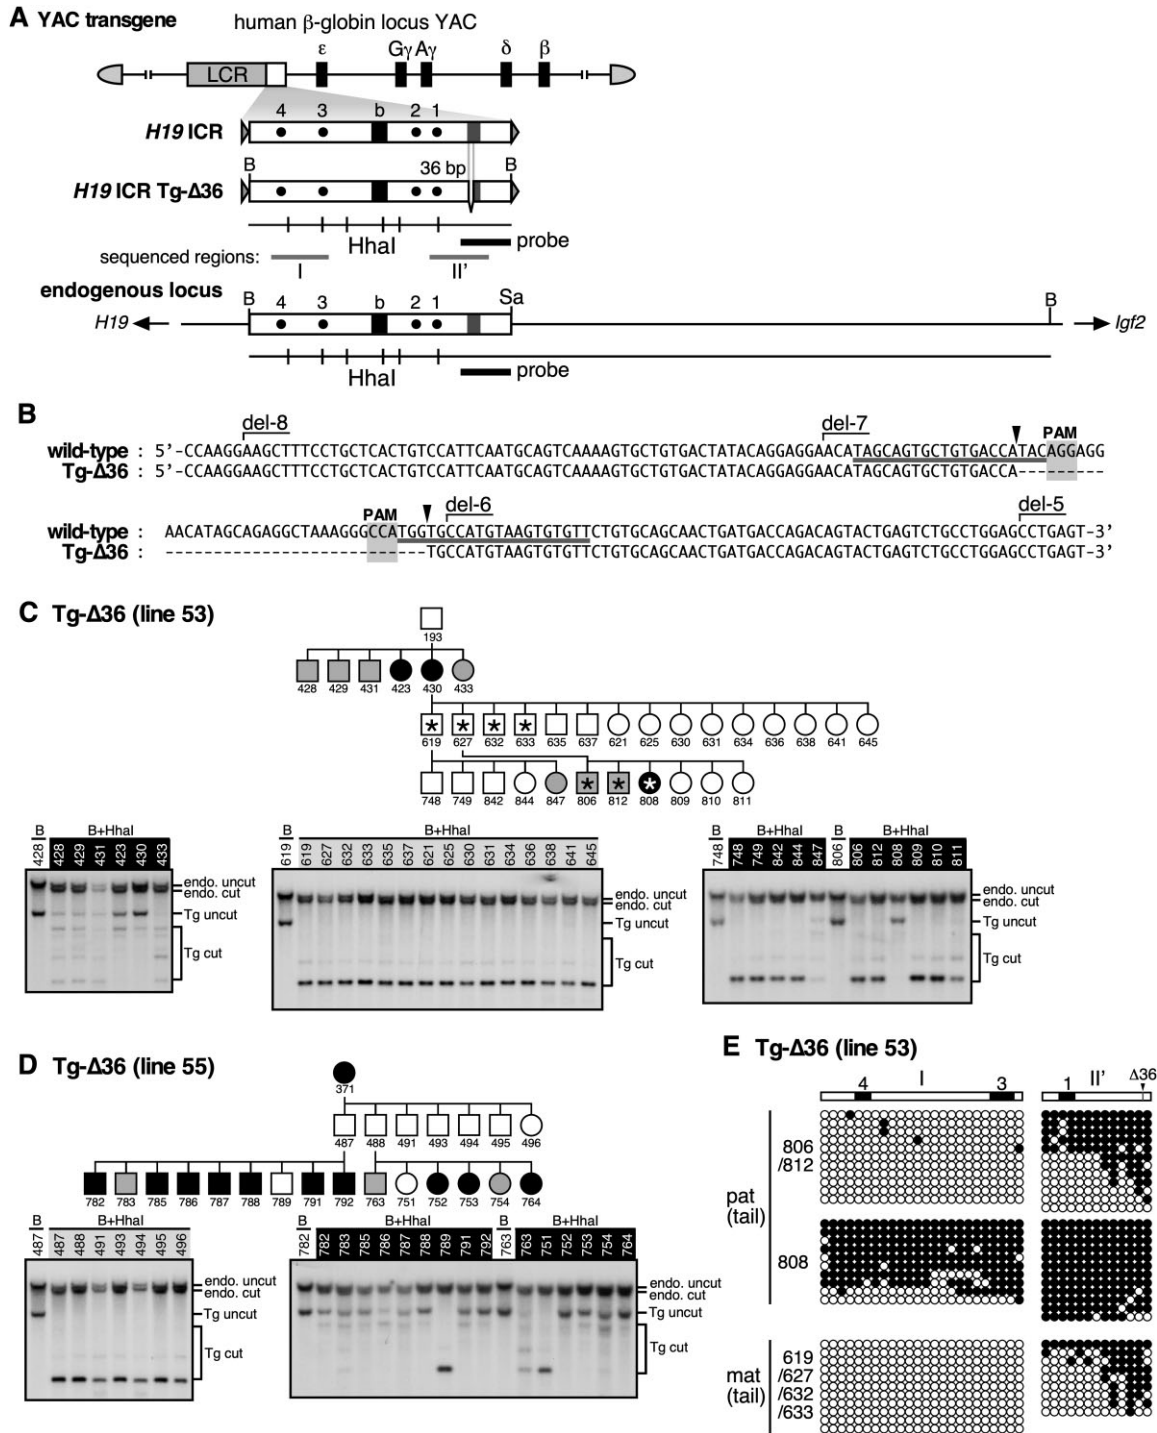 A YAC transgene
human β-globin locus YAC
ε Gγ Aγ δ β
LCR
4 3 b 2 1
H19 ICR
B 36 bp B
H19 ICR Tg-Δ36
HhaI probe
sequenced regions:
I II’
endogenous locus
B 4 3 b 2 1 Sa B
H19 Igf2
HhaI probe
B
del-8 del-7 PAM
wild-type : 5’-CCAAGGAAGCTTTCCTGCTCACTGTCCATTCAATGCAGTCAAAAGTGCTGTGACTATACAGGAGGAACATAGCAGTGCTGTGACCATACAGGAGG
Tg-Δ36 : 5’-CCAAGGAAGCTTTCCTGCTCACTGTCCATTCAATGCAGTCAAAAGTGCTGTGACTATACAGGAGGAACATAGCAGTGCTGTGACCA---------
PAM del-6 del-5
wild-type : AACATAGCAGAGGCTAAAGGGCCATGGTGCCATGTAAGTGTGTTCTGTGCAGCAACTGATGACCAGACAGTACTGAGTCTGCCTGGAGCCTGAGT-3’
Tg-Δ36 : ---------------------------TGCCATGTAAGTGTGTTCTGTGCAGCAACTGATGACCAGACAGTACTGAGTCTGCCTGGAGCCTGAGT-3’
C Tg-Δ36 (line 53)
193
428 429 431 423 430 433
* * * *
619 627 632 633 635 637 621 625 630 631 634 636 638 641 645
* * *
748 749 842 844 847 806 812 808 809 810 811
B B+HhaI
428 428 429 431 423 430 433
endo. uncut
endo. cut
Tg uncut
Tg cut
B B+HhaI
619 619 627 632 633 635 637 621 625 630 631 634 636 638 641 645
endo. uncut
endo. cut
Tg uncut
Tg cut
B B+HhaI B B+HhaI
748 748 749 842 844 847 806 806 812 808 809 810 811
endo. uncut
endo. cut
Tg uncut
Tg cut
D Tg-Δ36 (line 55)
371
487 488 491 493 494 495 496
782 783 785 786 787 788 789 791 792 763 751 752 753 754 764
B B+HhaI
487 487 488 491 493 494 495 496
endo. uncut
endo. cut
Tg uncut
Tg cut
B B+HhaI B B+HhaI
782 782 783 785 786 787 788 789 791 792 763 763 751 752 753 754 764
endo. uncut
endo. cut
Tg uncut
Tg cut
E Tg-Δ36 (line 53)
4 I 3 1 II’ Δ36
806
/812
pat
(tail)
808
mat
(tail)
619
/627
/632
/633